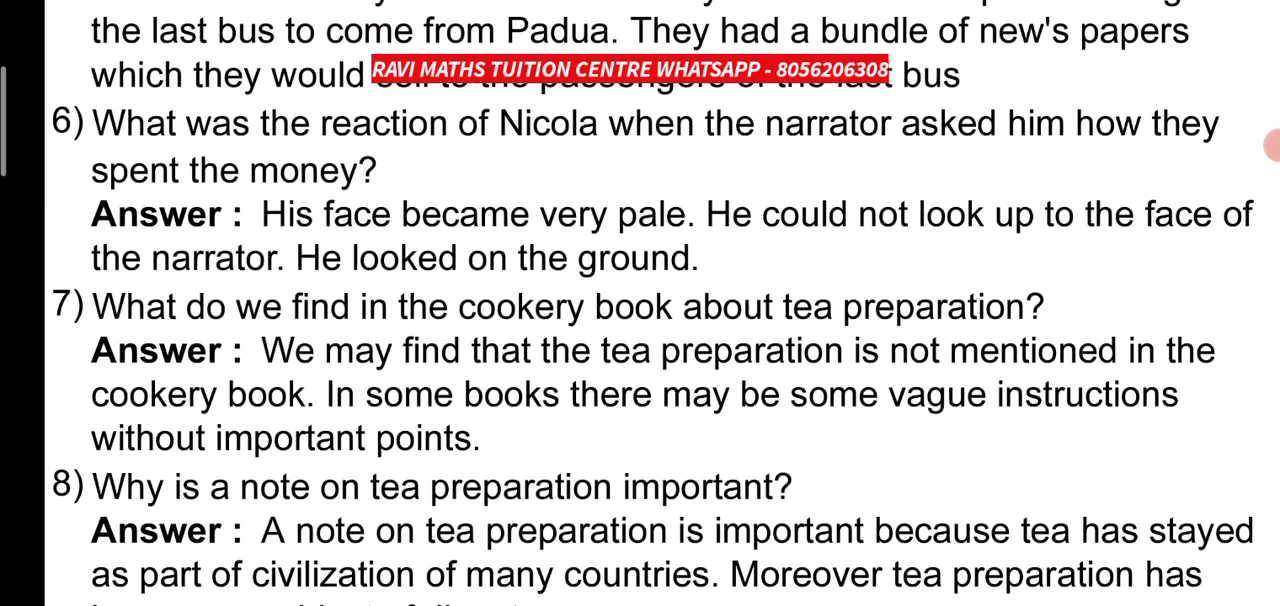 the last bus to come from Padua. They had a bundle of new's papers
which they would RAVI MATHS TUITION CENTRE WHATSAPP - 8056206308 bus
6) What was the reaction of Nicola when the narrator asked him how they
spent the money?
Answer : His face became very pale. He could not look up to the face of
the narrator. He looked on the ground.
7) What do we find in the cookery book about tea preparation?
Answer : We may find that the tea preparation is not mentioned in the
cookery book. In some books there may be some vague instructions
without important points.
8) Why is a note on tea preparation important?
Answer : A note on tea preparation is important because tea has stayed
as part of civilization of many countries. Moreover tea preparation has